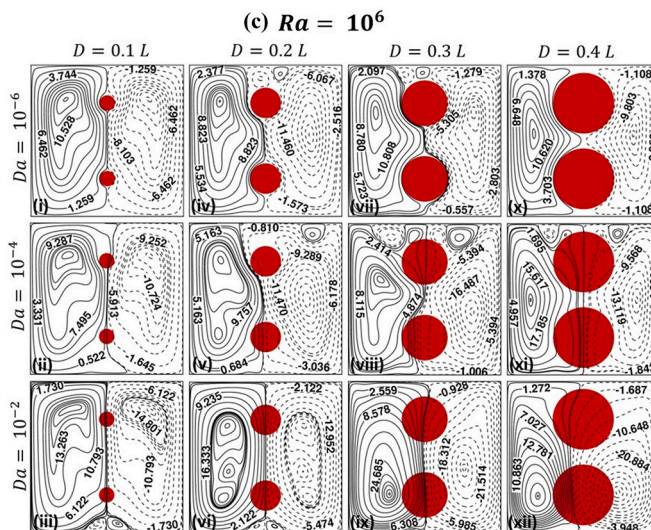 (c) Ra = 10⁶
D = 0.1 L D = 0.2 L D = 0.3 L D = 0.4 L
Da = 10⁻⁶
3.744 -1.259 6.462 10.528 -8.103 -6.462 -6.462 1.259 (i)
2.377 -6.067 8.823 -2.516 -11.460 8.823 5.534 -1.573 (iv)
2.097 -1.279 8.780 -5.305 10.808 5.723 -2.803 -0.557 (vii)
1.378 -1.108 6.648 -9.803 10.620 3.703 -1.108 (x)
Da = 10⁻⁴
9.287 -9.252 3.331 -5.913 -10.724 7.495 0.522 -1.645 (ii)
5.163 -0.810 -9.289 5.163 -11.470 -6.178 9.757 0.684 -3.036 (v)
2.414 -5.394 8.115 -16.487 4.874 -5.394 1.006 (viii)
1.695 -9.568 15.617 4.957 -13.119 17.185 (xi)
Da = 10⁻²
1.730 -6.122 -14.801 13.263 10.793 -10.793 6.122 -1.730 (iii)
9.235 2.122 16.333 12.952 2.122 -5.474 (vi)
2.559 -0.928 8.578 -18.312 24.685 -21.514 6.308 -5.985 (ix)
1.272 -1.687 7.027 -10.648 12.781 10.863 -20.884 -3.948 (xii)